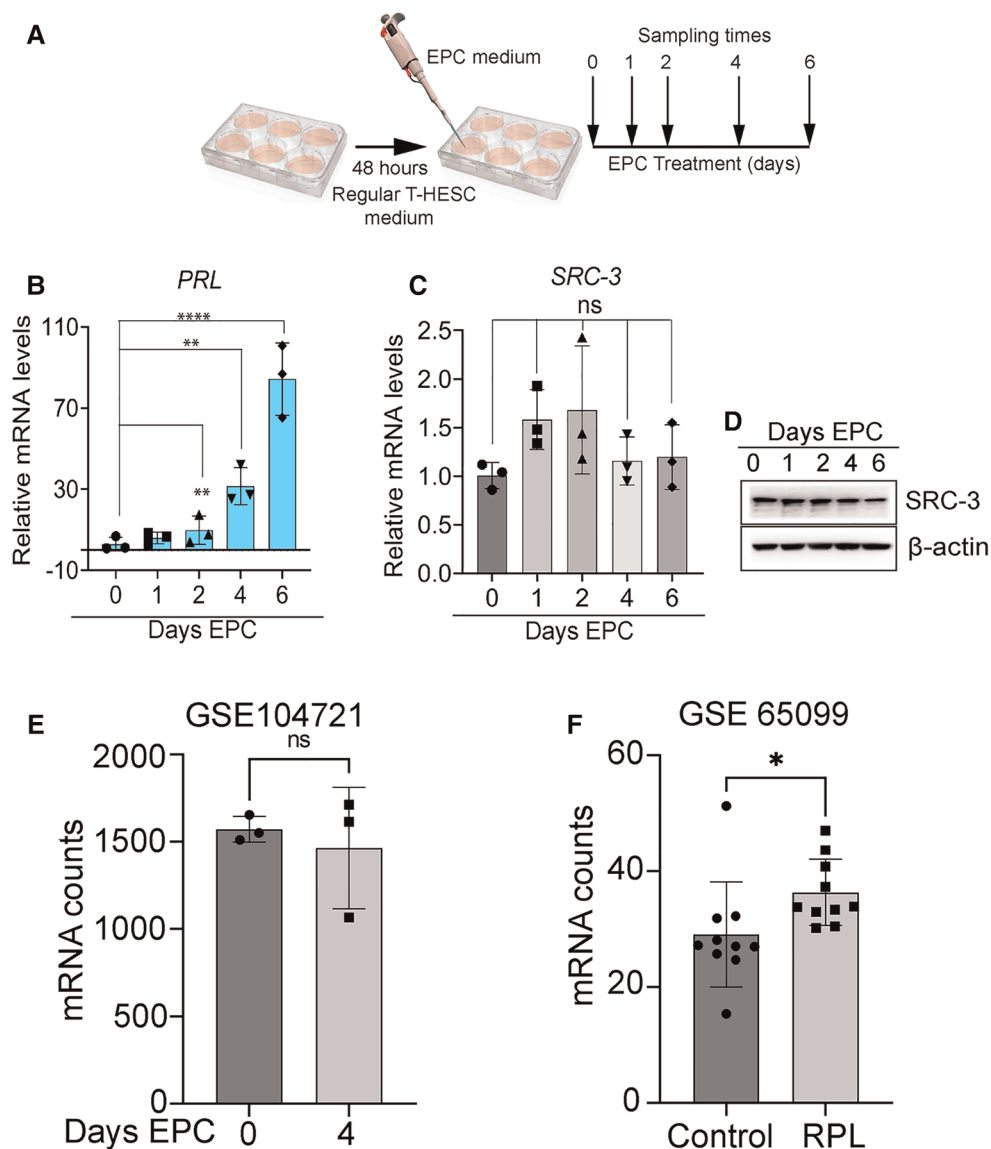 A
EPC medium
48 hours
Regular T-HESC
medium
Sampling times
0 1 2 4 6
EPC Treatment (days)
B
PRL
Relative mRNA levels
110
70
30
-10
****
**
**
0 1 2 4 6
Days EPC
C
SRC-3
ns
Relative mRNA levels
2.5
2.0
1.5
1.0
0.5
0.0
0 1 2 4 6
Days EPC
D
Days EPC
0 1 2 4 6
SRC-3
β-actin
E
GSE104721
ns
mRNA counts
2000
1500
1000
500
0
Days EPC 0 4
F
GSE 65099
*
mRNA counts
60
40
20
0
Control RPL